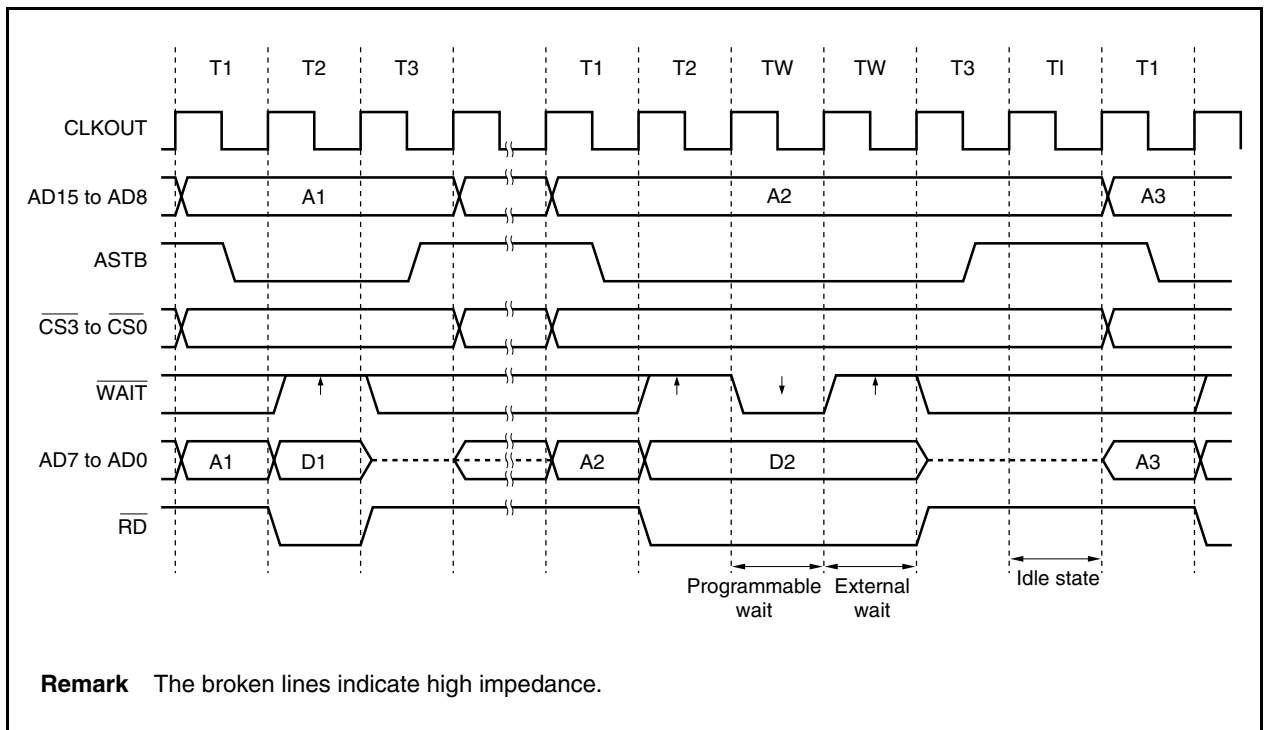 T1 T2 T3 T1 T2 TW TW T3 TI T1
CLKOUT
AD15 to AD8 A1 A2 A3
ASTB
CS3 to CS0
WAIT
AD7 to AD0 A1 D1 A2 D2 A3
RD
Programmable wait
External wait
Idle state
Remark The broken lines indicate high impedance.